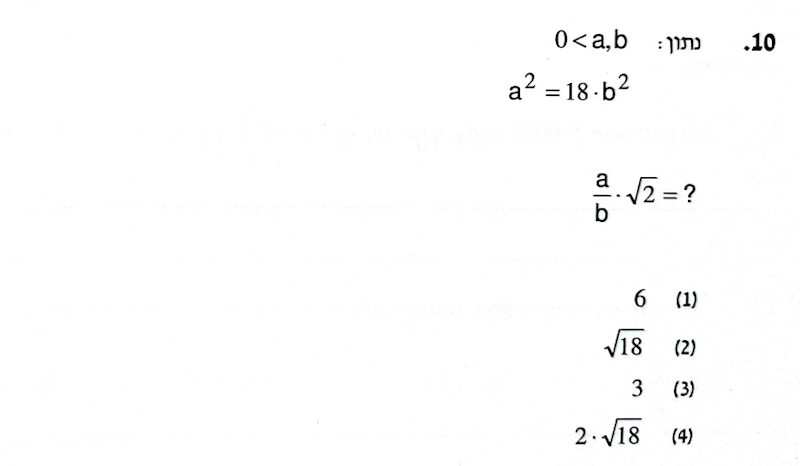 .10 נתון: 0 < a,b
a² = 18 · b²
a/b · √2 = ?
(1) 6
(2) √18
(3) 3
(4) 2 · √18